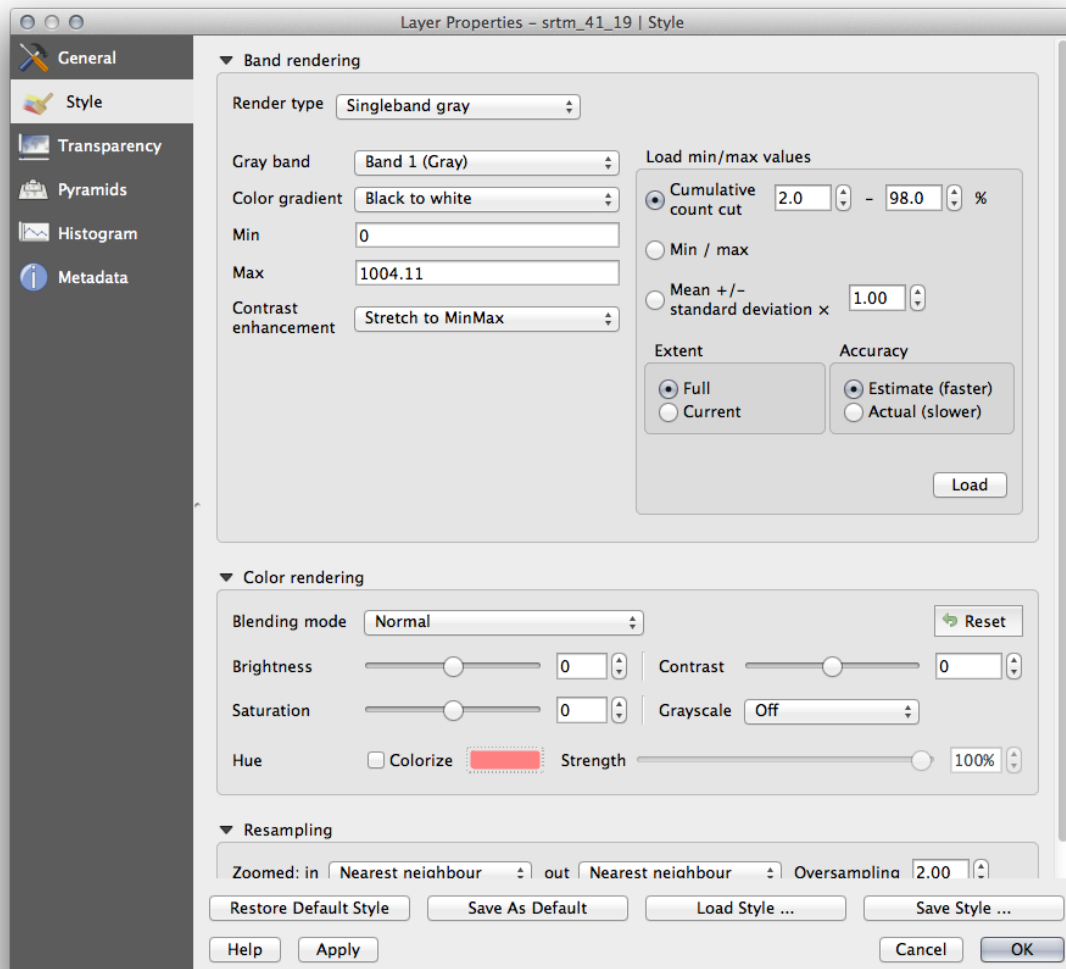 Layer Properties – srtm_41_19 | Style
General
Style
Transparency
Pyramids
Histogram
Metadata
Band rendering
Render type Singleband gray
Gray band Band 1 (Gray)
Color gradient Black to white
Min 0
Max 1004.11
Contrast
enhancement Stretch to MinMax
Load min/max values
Cumulative
count cut 2.0 - 98.0 %
Min / max
Mean +/-
standard deviation × 1.00
Extent
Full
Current
Accuracy
Estimate (faster)
Actual (slower)
Load
Color rendering
Blending mode Normal Reset
Brightness 0 Contrast 0
Saturation 0 Grayscale Off
Hue Colorize Strength 100%
Resampling
Zoomed: in Nearest neighbour out Nearest neighbour Oversampling 2.00
Restore Default Style Save As Default Load Style ... Save Style ...
Help Apply Cancel OK